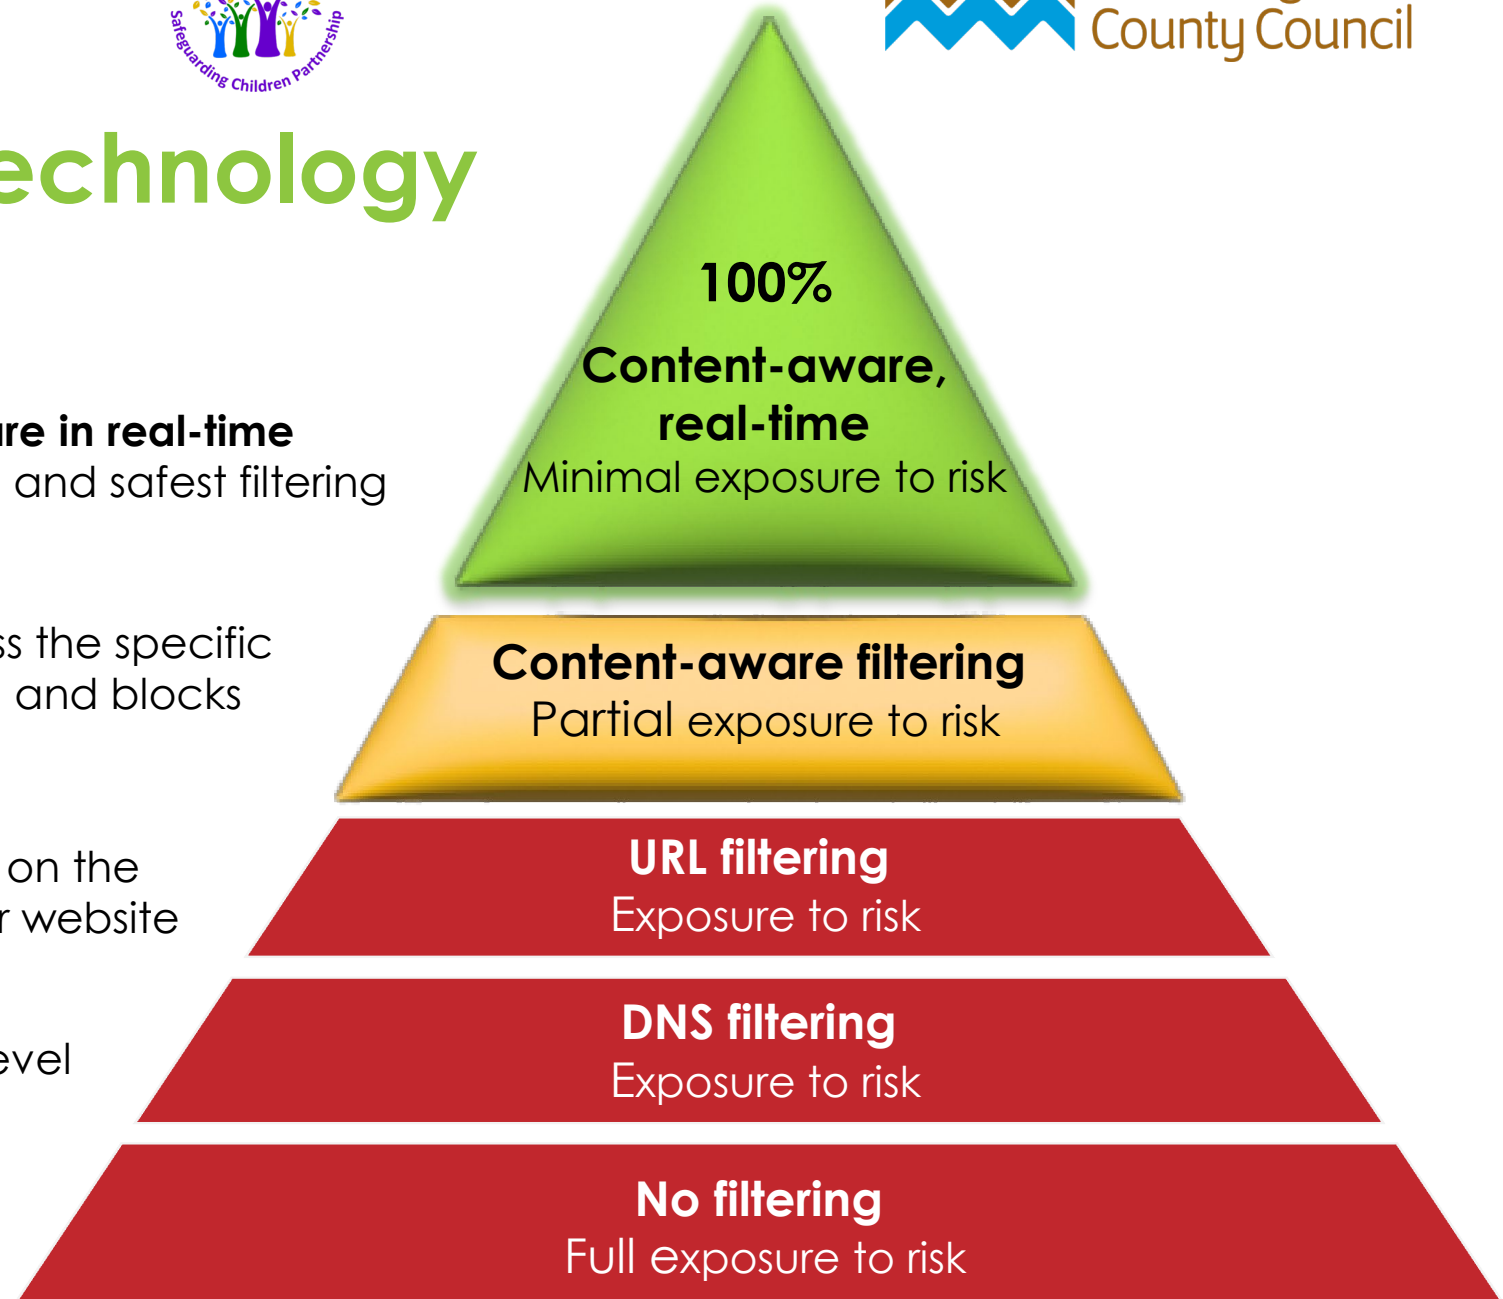 Safeguarding Children Partnership
County Council
echnology
100%
Content-aware,
real-time
Minimal exposure to risk
re in real-time
and safest filtering
ss the specific
and blocks
Content-aware filtering
Partial exposure to risk
on the
r website
URL filtering
Exposure to risk
evel
DNS filtering
Exposure to risk
No filtering
Full exposure to risk